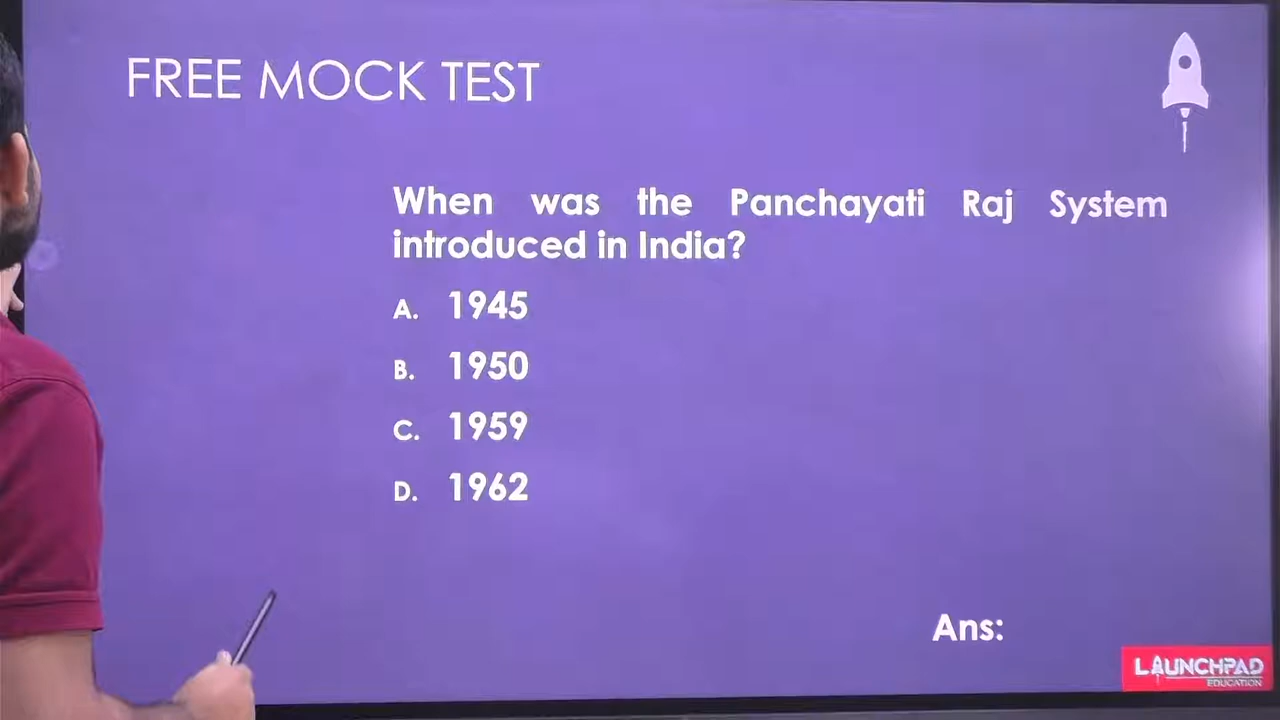 FREE MOCK TEST
When was the Panchayati Raj System
introduced in India?
A. 1945
B. 1950
C. 1959
D. 1962
Ans:
LAUNCHPAD
EDUCATION